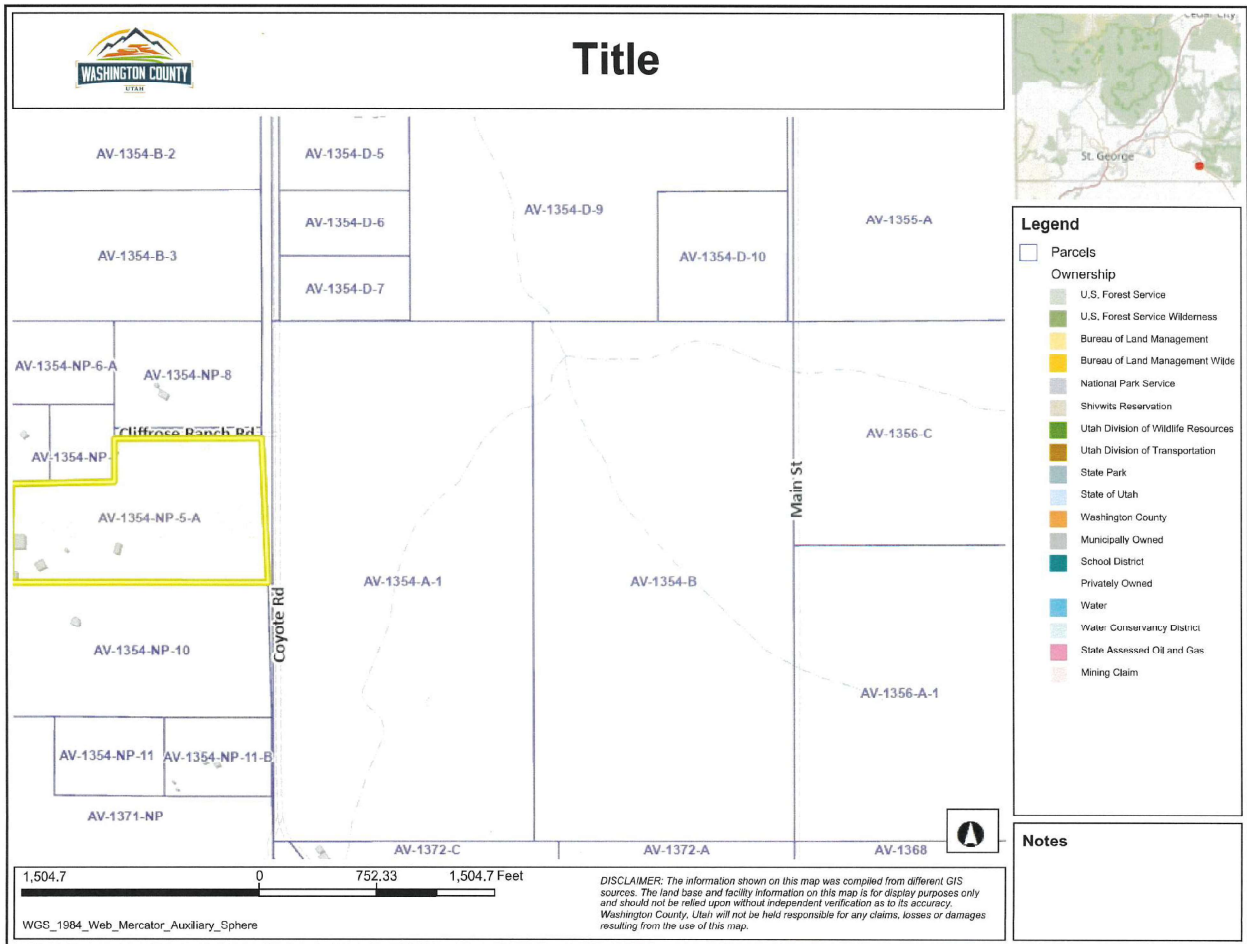 WASHINGTON COUNTY
UTAH
Title
St. George
AV-1354-B-2
AV-1354-D-5
AV-1354-D-6
AV-1354-D-9
AV-1355-A
AV-1354-B-3
AV-1354-D-10
AV-1354-D-7
AV-1354-NP-6-A
AV-1354-NP-8
Cliffrose Ranch Rd
AV-1354-NP-
AV-1356-C
Main St
AV-1354-NP-5-A
AV-1354-A-1
AV-1354-B
Coyote Rd
AV-1354-NP-10
AV-1356-A-1
AV-1354-NP-11
AV-1354-NP-11-B
AV-1371-NP
AV-1372-C
AV-1372-A
AV-1368
Legend
Parcels
Ownership
U.S. Forest Service
U.S. Forest Service Wilderness
Bureau of Land Management
Bureau of Land Management Wilde
National Park Service
Shivwits Reservation
Utah Division of Wildlife Resources
Utah Division of Transportation
State Park
State of Utah
Washington County
Municipally Owned
School District
Privately Owned
Water
Water Conservancy District
State Assessed Oil and Gas
Mining Claim
Notes
1,504.7 0 752.33 1,504.7 Feet
WGS_1984_Web_Mercator_Auxiliary_Sphere
DISCLAIMER: The information shown on this map was compiled from different GIS
sources. The land base and facility information on this map is for display purposes only
and should not be relied upon without independent verification as to its accuracy.
Washington County, Utah will not be held responsible for any claims, losses or damages
resulting from the use of this map.